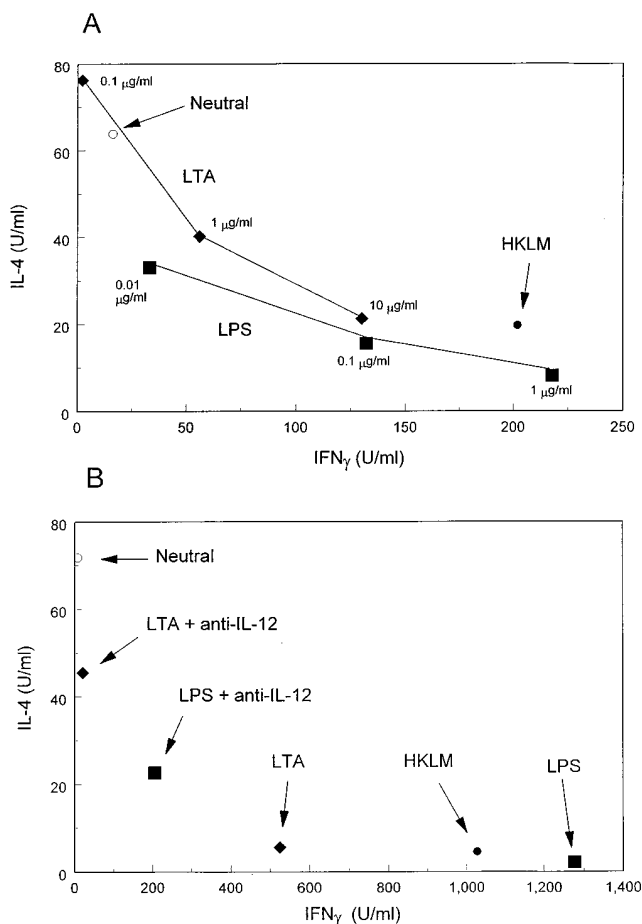 A
80
60
40
20
0
IL-4 (U/ml)
0.1 µg/ml
Neutral
LTA
1 µg/ml
HKLM
0.01
µg/ml
10 µg/ml
LPS
0.1 µg/ml
1 µg/ml
0 50 100 150 200 250
IFNγ (U/ml)
B
80
70
60
40
20
0
IL-4 (U/ml)
Neutral
LTA + anti-IL-12
LPS + anti-IL-12
LTA
HKLM
LPS
0 200 400 600 800 1,000 1,200 1,400
IFNγ (U/ml)